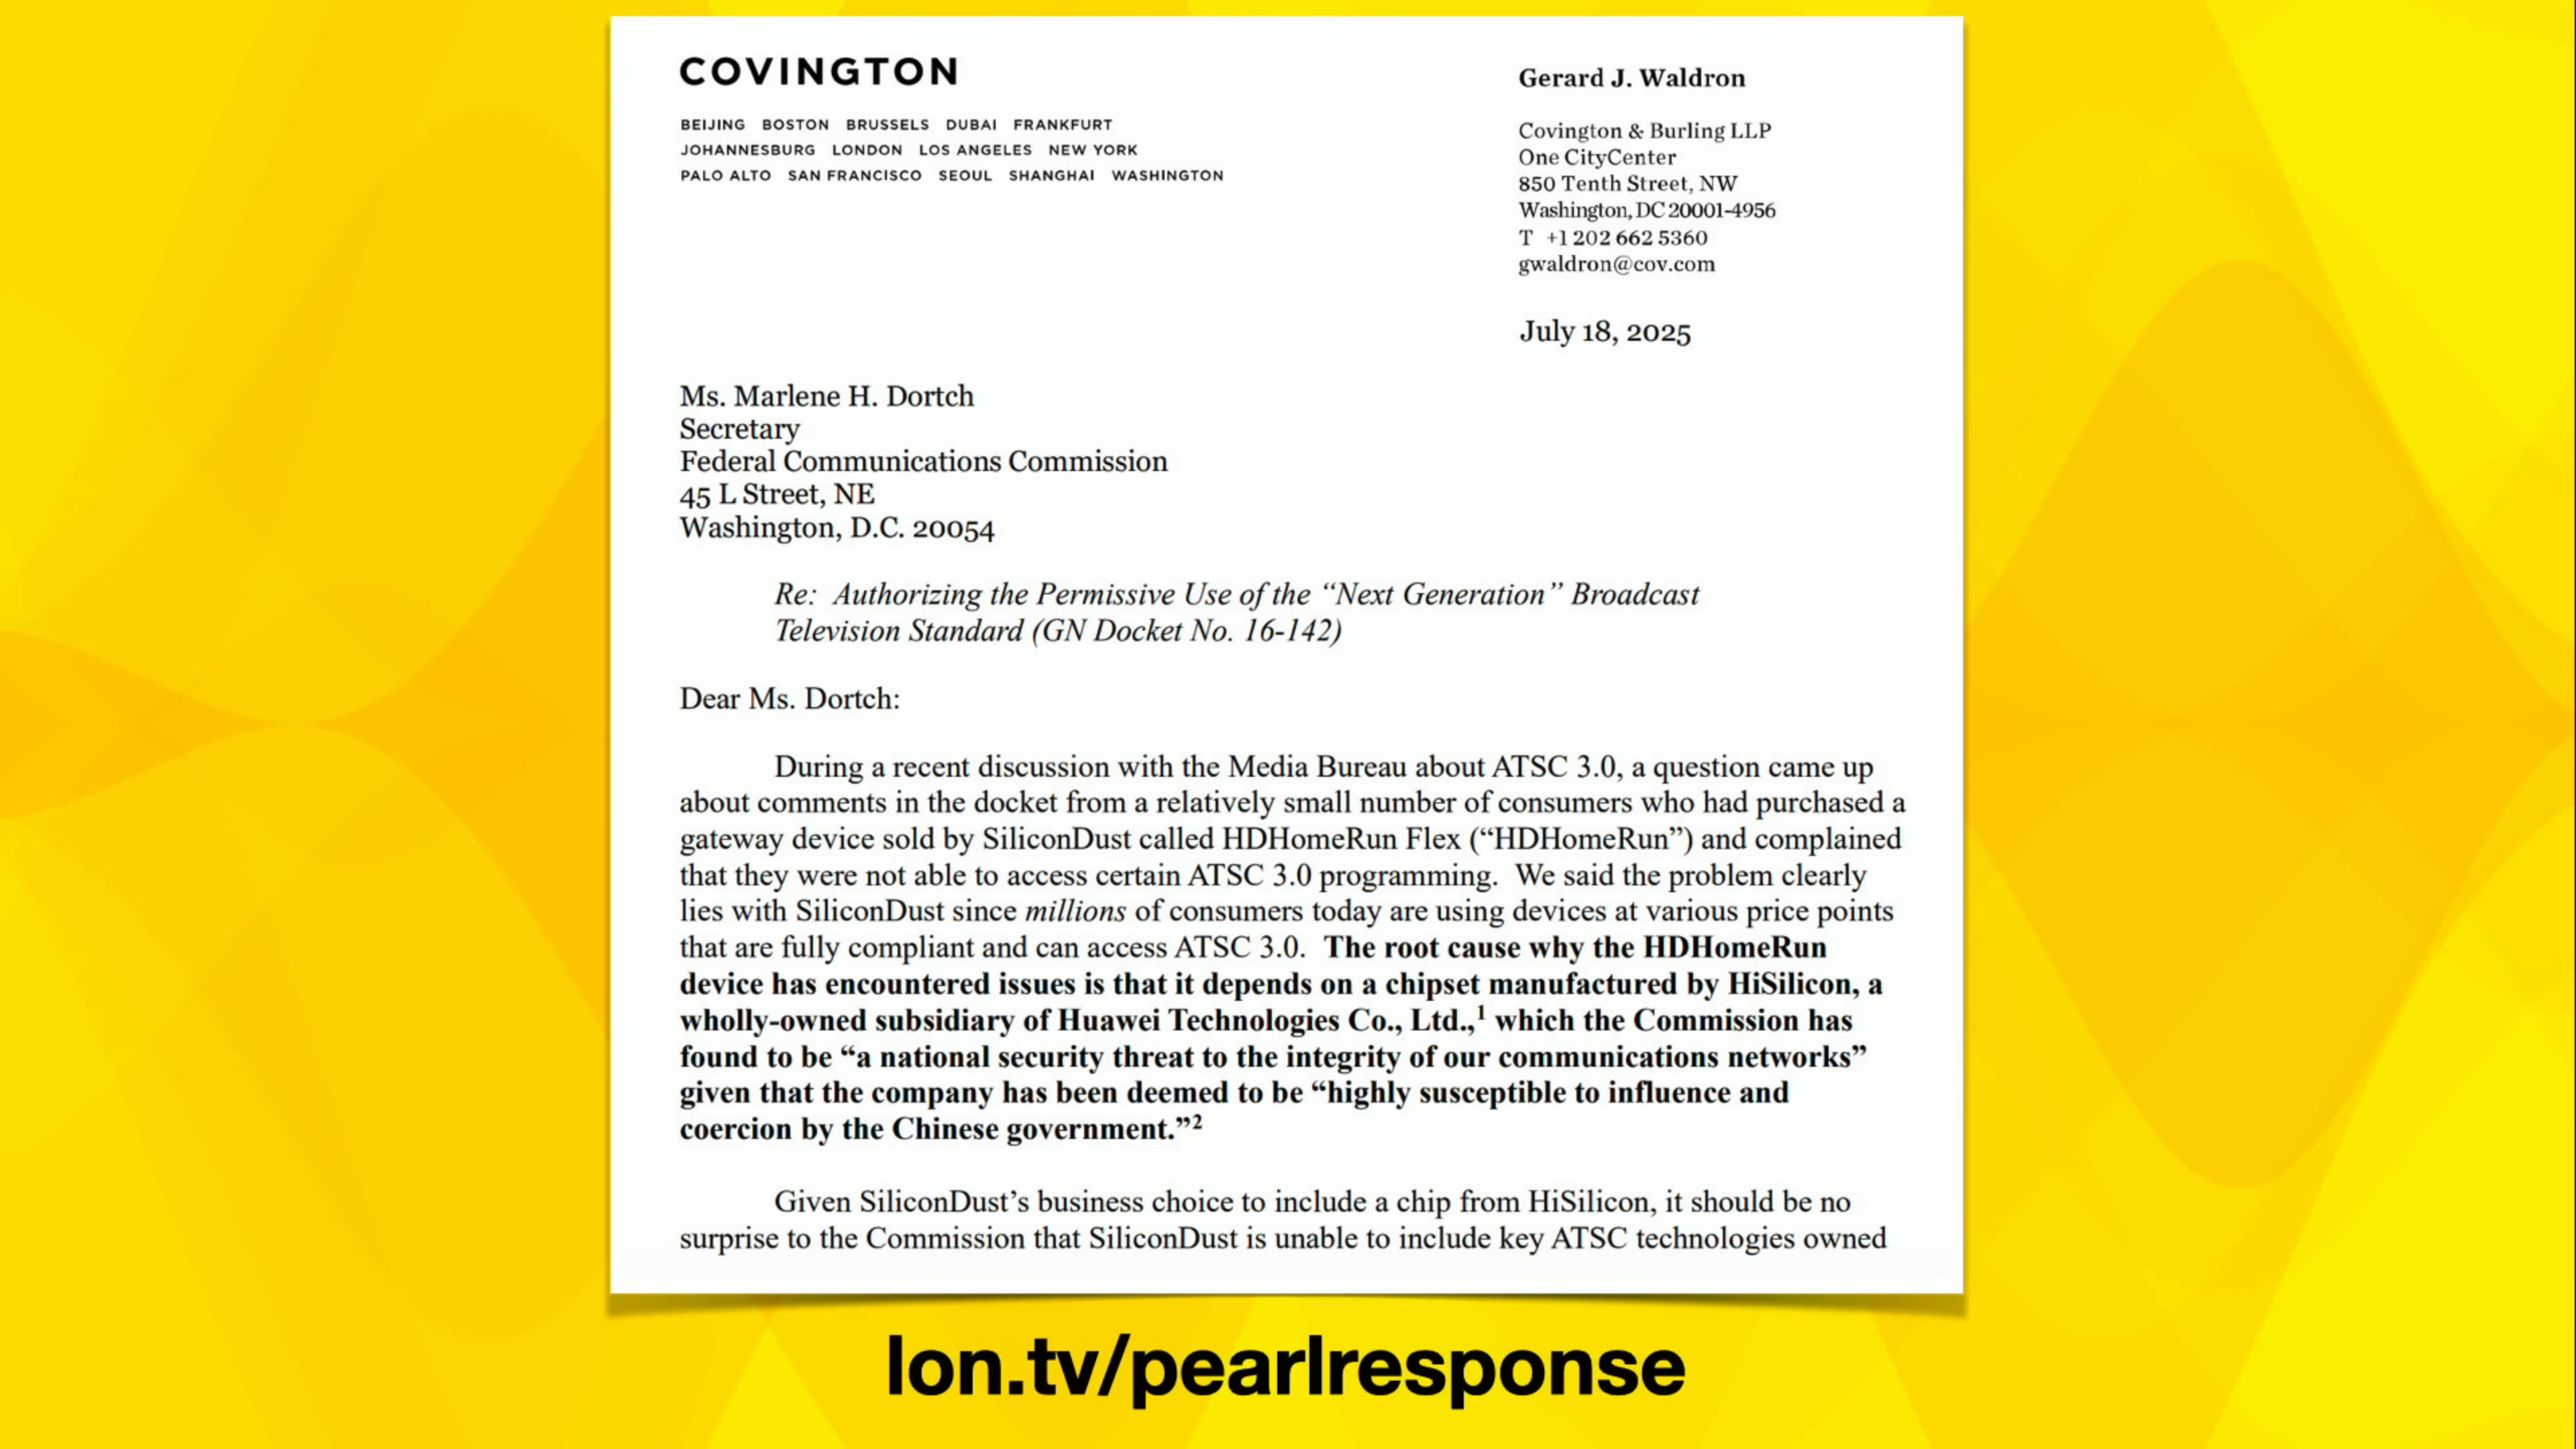 COVINGTON
BEIJING BOSTON BRUSSELS DUBAI FRANKFURT
JOHANNESBURG LONDON LOS ANGELES NEW YORK
PALO ALTO SAN FRANCISCO SEOUL SHANGHAI WASHINGTON
Gerard J. Waldron
Covington & Burling LLP
One CityCenter
850 Tenth Street, NW
Washington, DC 20001-4956
T +1 202 662 5360
gwaldron@cov.com
July 18, 2025
Ms. Marlene H. Dortch
Secretary
Federal Communications Commission
45 L Street, NE
Washington, D.C. 20054
Re: Authorizing the Permissive Use of the “Next Generation” Broadcast
Television Standard (GN Docket No. 16-142)
Dear Ms. Dortch:
During a recent discussion with the Media Bureau about ATSC 3.0, a question came up
about comments in the docket from a relatively small number of consumers who had purchased a
gateway device sold by SiliconDust called HDHomeRun Flex (“HDHomeRun”) and complained
that they were not able to access certain ATSC 3.0 programming. We said the problem clearly
lies with SiliconDust since millions of consumers today are using devices at various price points
that are fully compliant and can access ATSC 3.0. The root cause why the HDHomeRun
device has encountered issues is that it depends on a chipset manufactured by HiSilicon, a
wholly-owned subsidiary of Huawei Technologies Co., Ltd.,1 which the Commission has
found to be “a national security threat to the integrity of our communications networks”
given that the company has been deemed to be “highly susceptible to influence and
coercion by the Chinese government.”2
Given SiliconDust’s business choice to include a chip from HiSilicon, it should be no
surprise to the Commission that SiliconDust is unable to include key ATSC technologies owned
lon.tv/pearlresponse